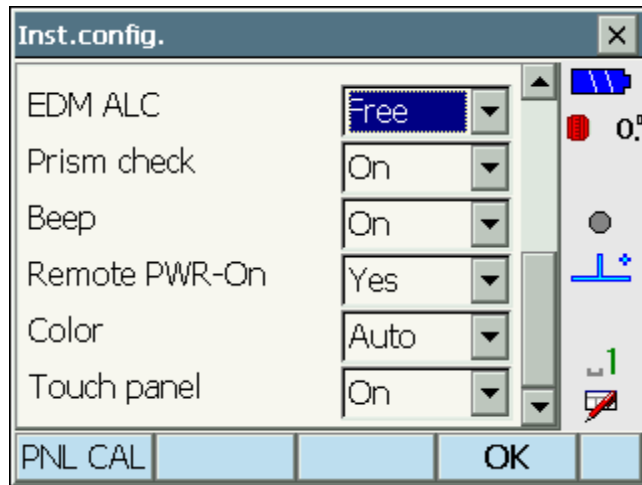 Inst.config.
EDM ALC Free
Prism check On
0."
Beep On
Remote PWR-On Yes
Color Auto
1
Touch panel On
PNL CAL OK